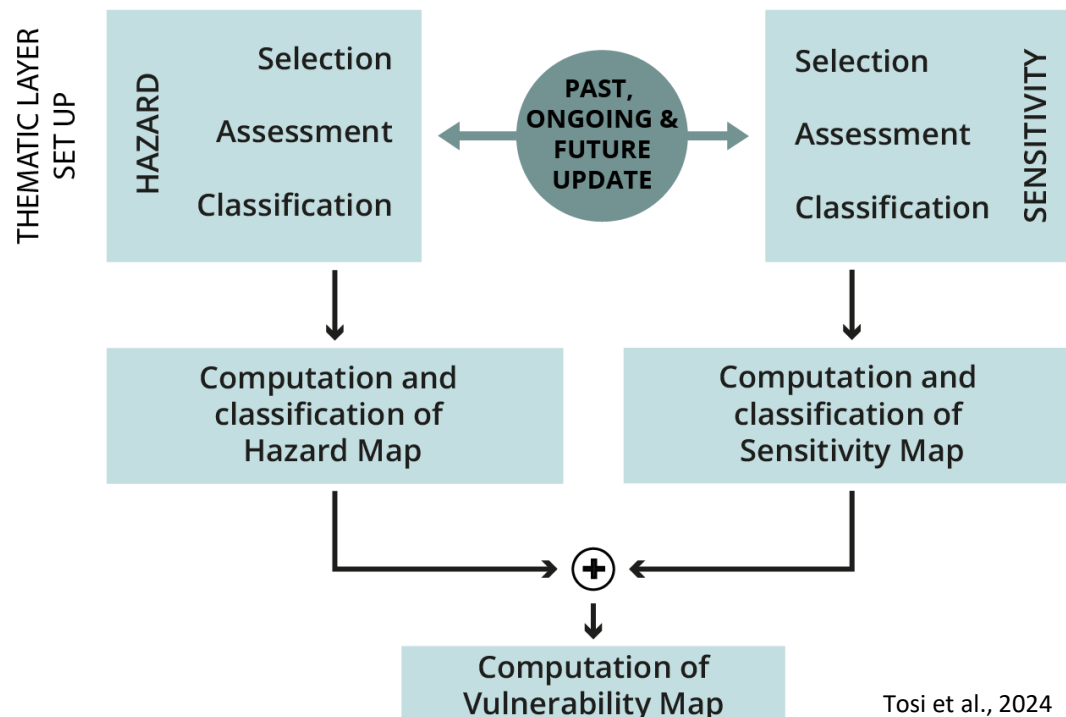 THEMATIC LAYER
SET UP
HAZARD
Selection
Assessment
Classification
PAST,
ONGOING &
FUTURE
UPDATE
Selection
Assessment
Classification
SENSITIVITY
Computation and
classification of
Hazard Map
Computation and
classification of
Sensitivity Map
+
Computation of
Vulnerability Map
Tosi et al., 2024